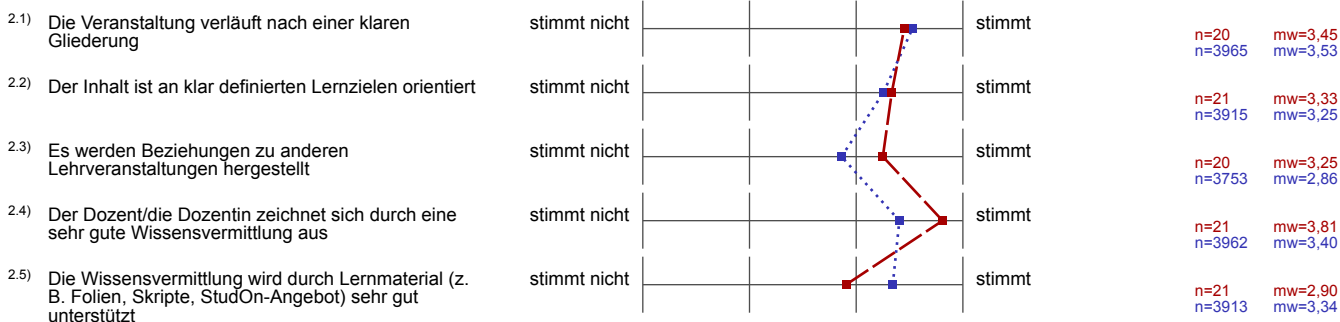 2.1) Die Veranstaltung verläuft nach einer klaren
Gliederung
stimmt nicht
stimmt
n=20 mw=3,45
n=3965 mw=3,53
2.2) Der Inhalt ist an klar definierten Lernzielen orientiert
stimmt nicht
stimmt
n=21 mw=3,33
n=3915 mw=3,25
2.3) Es werden Beziehungen zu anderen
Lehrveranstaltungen hergestellt
stimmt nicht
stimmt
n=20 mw=3,25
n=3753 mw=2,86
2.4) Der Dozent/die Dozentin zeichnet sich durch eine
sehr gute Wissensvermittlung aus
stimmt nicht
stimmt
n=21 mw=3,81
n=3962 mw=3,40
2.5) Die Wissensvermittlung wird durch Lernmaterial (z.
B. Folien, Skripte, StudOn-Angebot) sehr gut
unterstützt
stimmt nicht
stimmt
n=21 mw=2,90
n=3913 mw=3,34